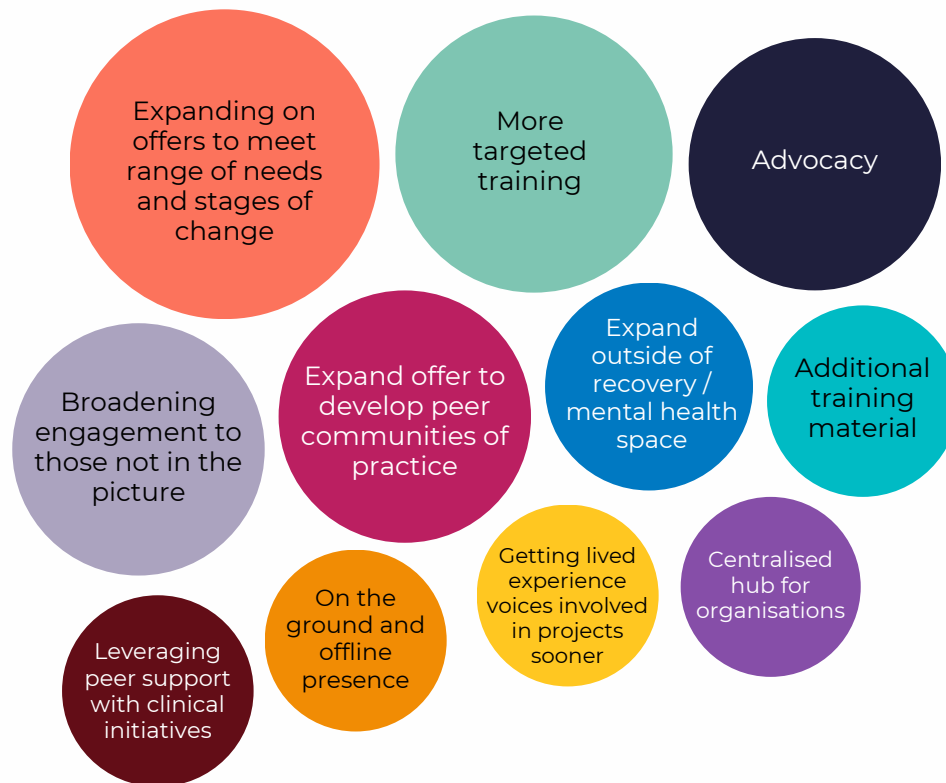 Expanding on
offers to meet
range of needs
and stages of
change
More
targeted
training
Advocacy
Broadening
engagement to
those not in the
picture
Expand offer to
develop peer
communities of
practice
Expand
outside of
recovery /
mental health
space
Additional
training
material
Leveraging
peer support
with clinical
initiatives
On the
ground and
offline
presence
Getting lived
experience
voices involved
in projects
sooner
Centralised
hub for
organisations